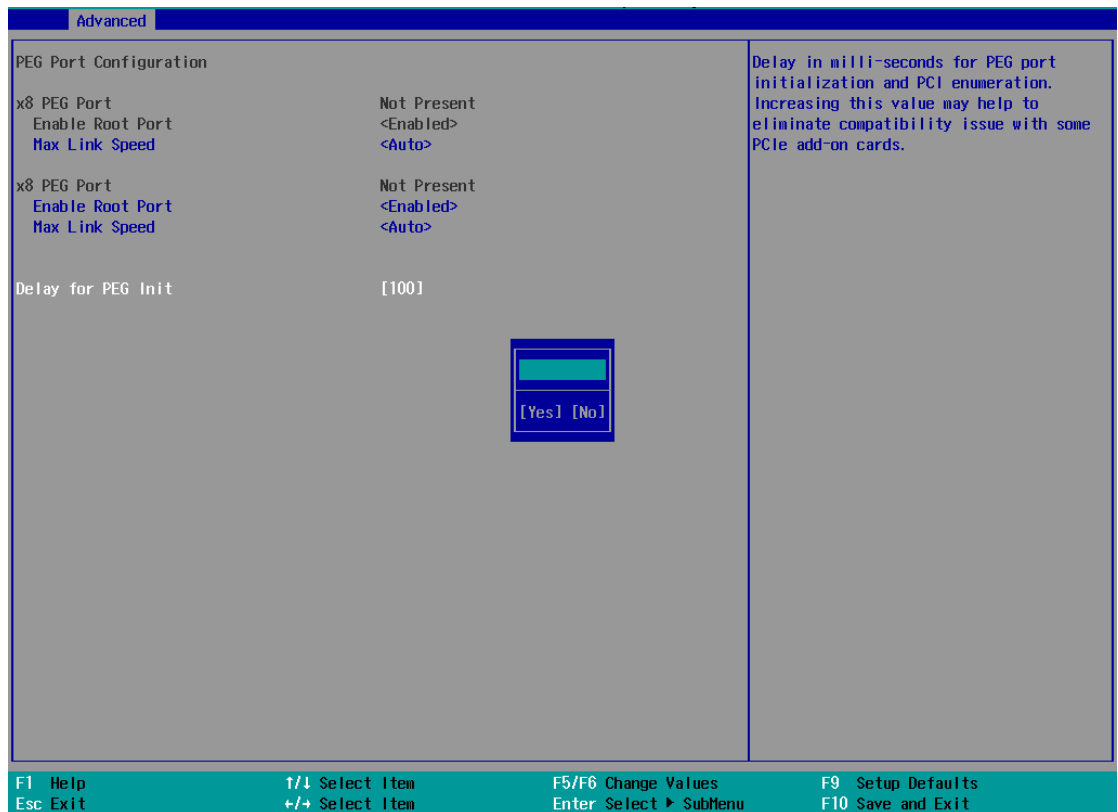 Advanced
PEG Port Configuration
x8 PEG Port Not Present
Enable Root Port <Enabled>
Max Link Speed <Auto>
x8 PEG Port Not Present
Enable Root Port <Enabled>
Max Link Speed <Auto>
Delay for PEG Init [100]
Delay in milli-seconds for PEG port
initialization and PCI enumeration.
Increasing this value may help to
eliminate compatibility issue with some
PCIe add-on cards.
[Yes] [No]
F1 Help ↑/↓ Select Item F5/F6 Change Values F9 Setup Defaults
Esc Exit ←/→ Select Item Enter Select ► SubMenu F10 Save and Exit